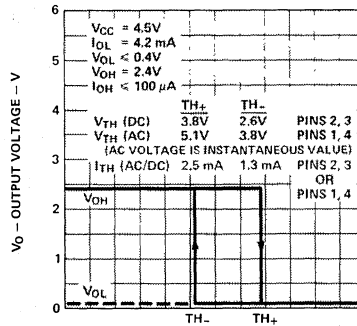 6
VCC = 4.5V
IOL = 4.2 mA
VOL ≤ 0.4V
VOH = 2.4V
IOH ≤ 100 µA
5
4
3
2
1
0
TH+ TH−
VTH (DC) 3.8V 2.6V PINS 2, 3
VTH (AC) 5.1V 3.8V PINS 1, 4
(AC VOLTAGE IS INSTANTANEOUS VALUE)
ITH (AC/DC) 2.5 mA 1.3 mA PINS 2, 3
OR
PINS 1, 4
VOH
VOL
TH− TH+
VO – OUTPUT VOLTAGE – V